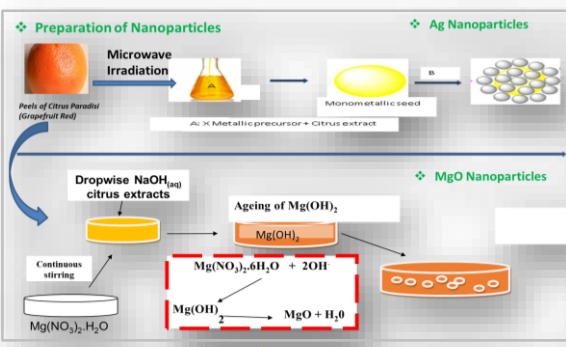 ❖ Preparation of Nanoparticles
❖ Ag Nanoparticles
Microwave
Irradiation
A
B
Monometallic seed
Peels of Citrus Paradisi
(Grapefruit Red)
A: X Metallic precursor + Citrus extract
❖ MgO Nanoparticles
Dropwise NaOH(aq)
citrus extracts
Ageing of Mg(OH)2
Mg(OH)2
Continuous
stirring
Mg(NO3)2.6H2O + 2OH-
Mg(OH)2
MgO + H20
Mg(NO3)2.H2O